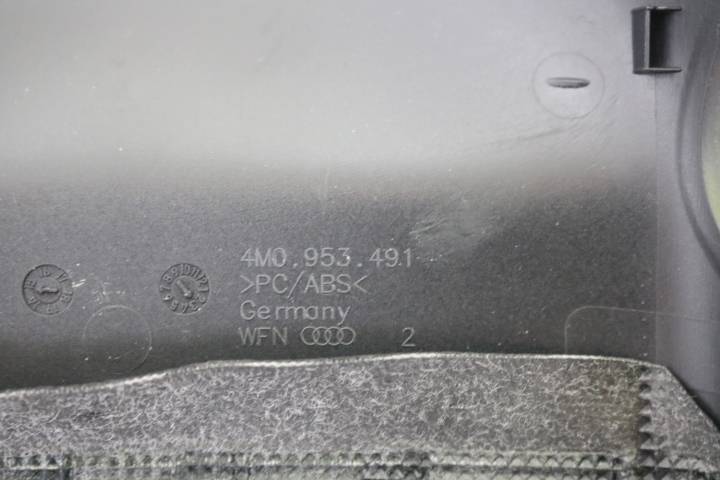 4M0.953.491
>PC/ABS<
Germany
WFN 2